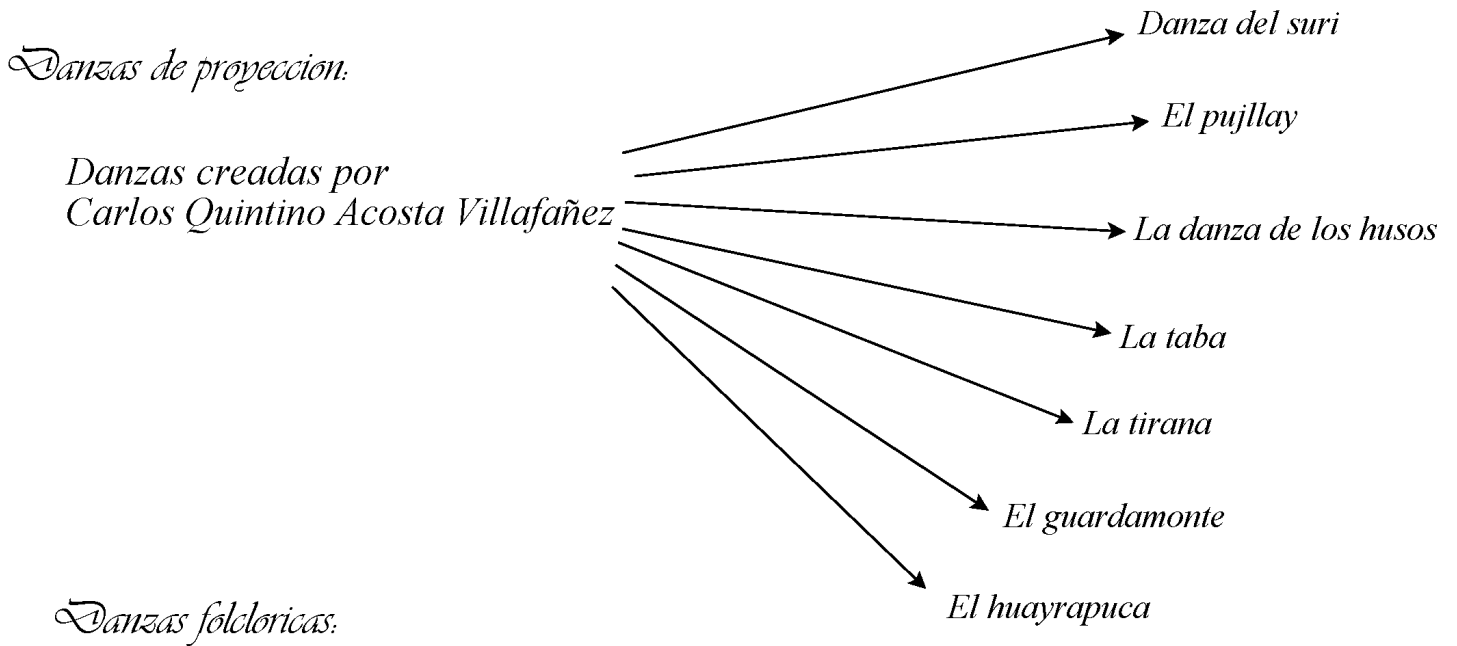 Danzas de proyeccion:
Danzas creadas por
Carlos Quintino Acosta Villafañez
Danza del suri
El pujllay
La danza de los husos
La taba
La tirana
El guardamonte
El huayrapuca
Danzas folcloricas: